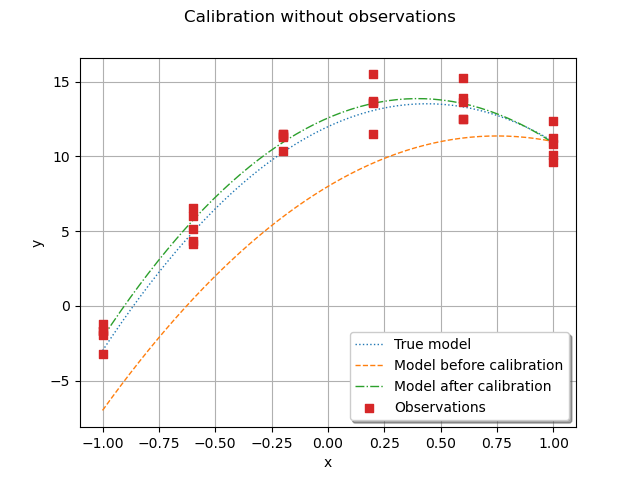 Calibration without observations
15
10
5
0
−5
y
−1.00 −0.75 −0.50 −0.25 0.00 0.25 0.50 0.75 1.00
x
True model
Model before calibration
Model after calibration
Observations